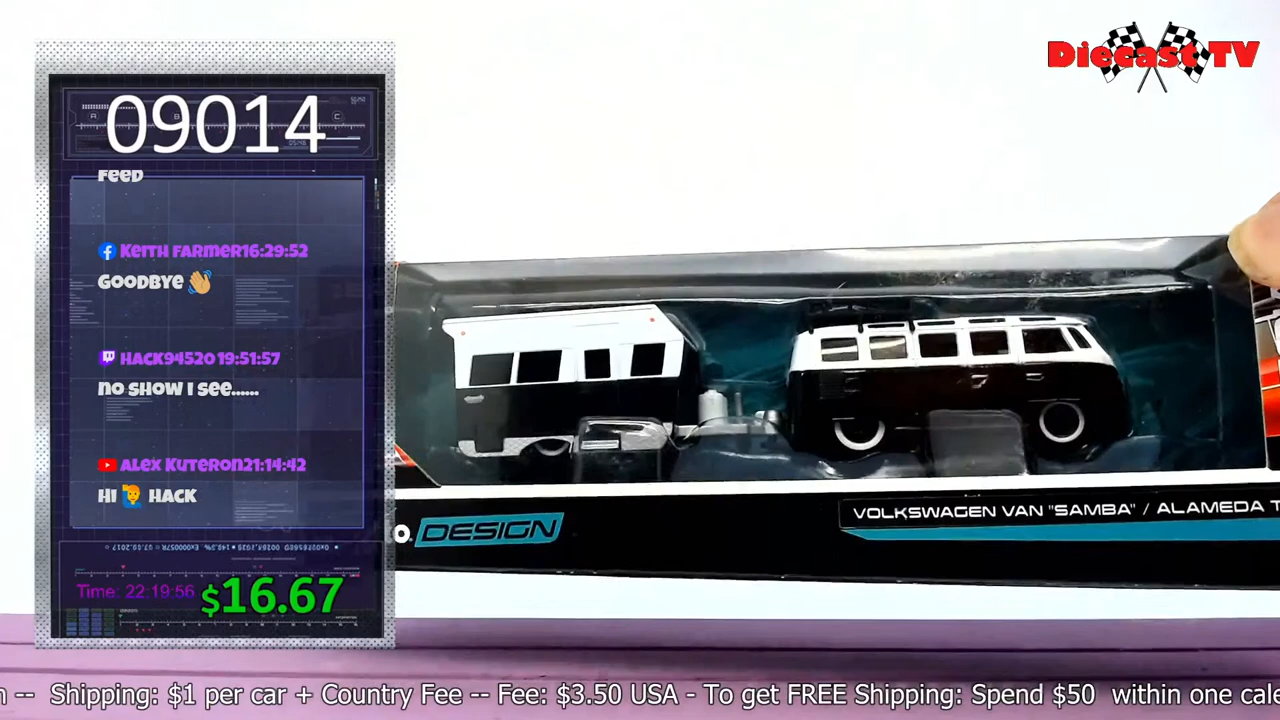 Diecast TV
09014
FEED
Keith Farmer16:29:52
GOODBYE 👋
HACK94520 19:51:57
NO SHOW I SEE......
ALEX KUTERON21:14:42
HI 🙋‍♂️ HACK
Time: 22:19:56
$16.67
O. DESIGN
VOLKSWAGEN VAN "SAMBA" / ALAMEDA T
-- Shipping: $1 per car + Country Fee -- Fee: $3.50 USA - To get FREE Shipping: Spend $50 within one cale